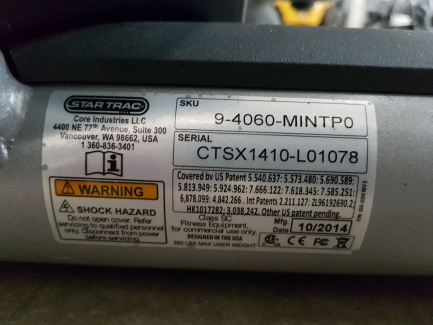 STAR TRAC
Core Industries LLC
4400 NE 77th Avenue, Suite 300
Vancouver, WA 98662, USA
1 360-836-3401
SKU
9-4060-MINTP0
SERIAL
CTSX1410-L01078
Covered by US Patent 5.540:637; 5.573.480; 5.690.589;
5.813.949; 5.924.962; 7.666.122; 7.618.345; 7.585.251;
6,878,099; 4.842.266 . Int Patents 2.211.127; ZL96192690.2;
HK1017282; 3,038,242, Other US patent pending.
Class SC
Fitness Equipment,
for commercial use only.
DESIGNED IN THE USA
350 LBS MAX USER WEIGHT
Mfg.
Date
10/2014
CE
WARNING
SHOCK HAZARD
Do not open cover. Refer
servicing to qualified personnel
only. Disconnect from power
before servicing.